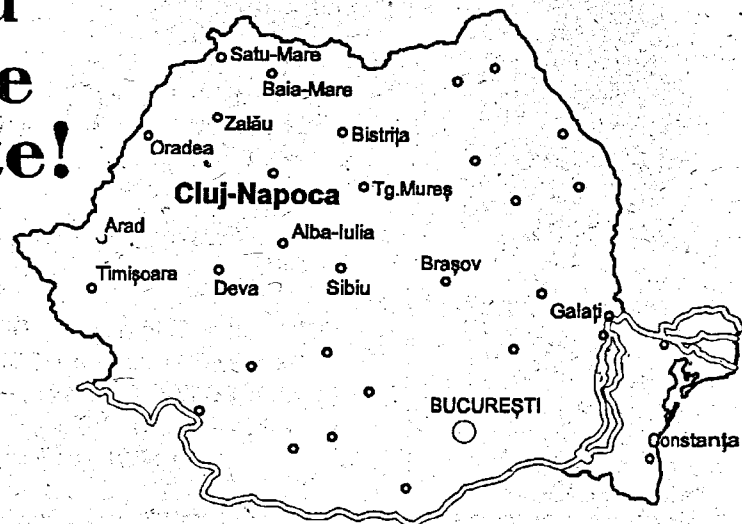 Satu-Mare
Baia-Mare
Zalău
Oradea
Bistrița
Cluj-Napoca
Tg.Mureș
Arad
Alba-Iulia
Timișoara
Deva
Sibiu
Brașov
Galați
BUCUREȘTI
Constanța